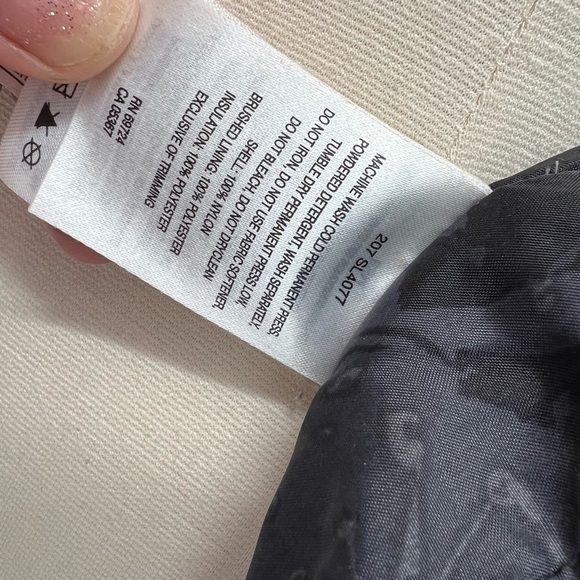 207 SL4077
MACHINE WASH COLD PERMANENT PRESS,
POWDERED DETERGENT, WASH SEPARATELY,
TUMBLE DRY PERMANENT PRESS LOW,
DO NOT IRON, DO NOT USE FABRIC SOFTENER,
DO NOT BLEACH, DO NOT DRYCLEAN
SHELL: 100% NYLON
BRUSHED LINING: 100% POLYESTER
INSULATION: 100% POLYESTER
EXCLUSIVE OF TRIMMING
RN 69724
CA 05367